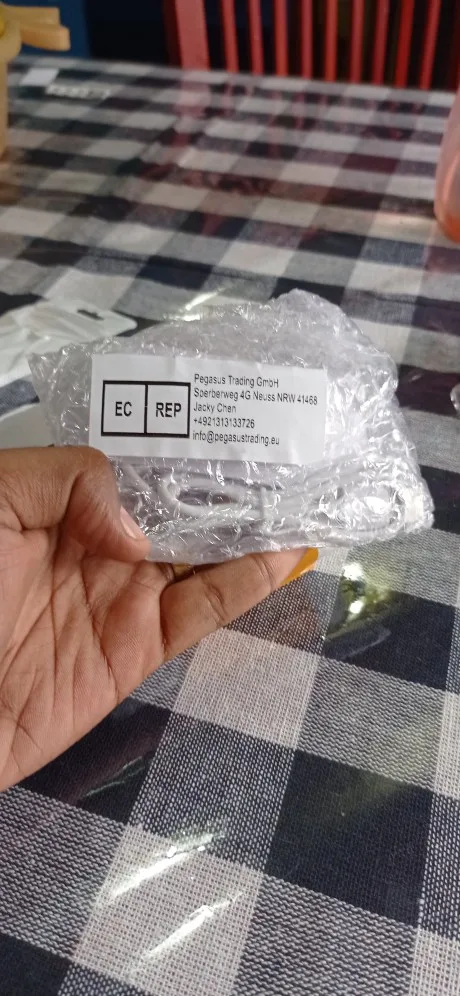 EC REP
Pegasus Trading GmbH
Sperberweg 4G Neuss NRW 41468
Jacky Chen
+4921313133726
info@pegasustrading.eu